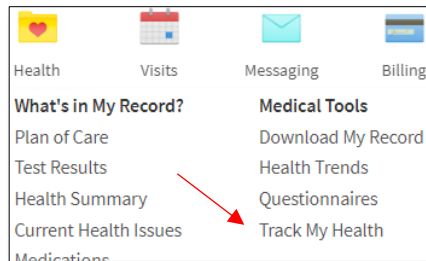 Health Visits Messaging Billing
What's in My Record? Medical Tools
Plan of Care Download My Record
Test Results Health Trends
Health Summary Questionnaires
Current Health Issues Track My Health
Medications